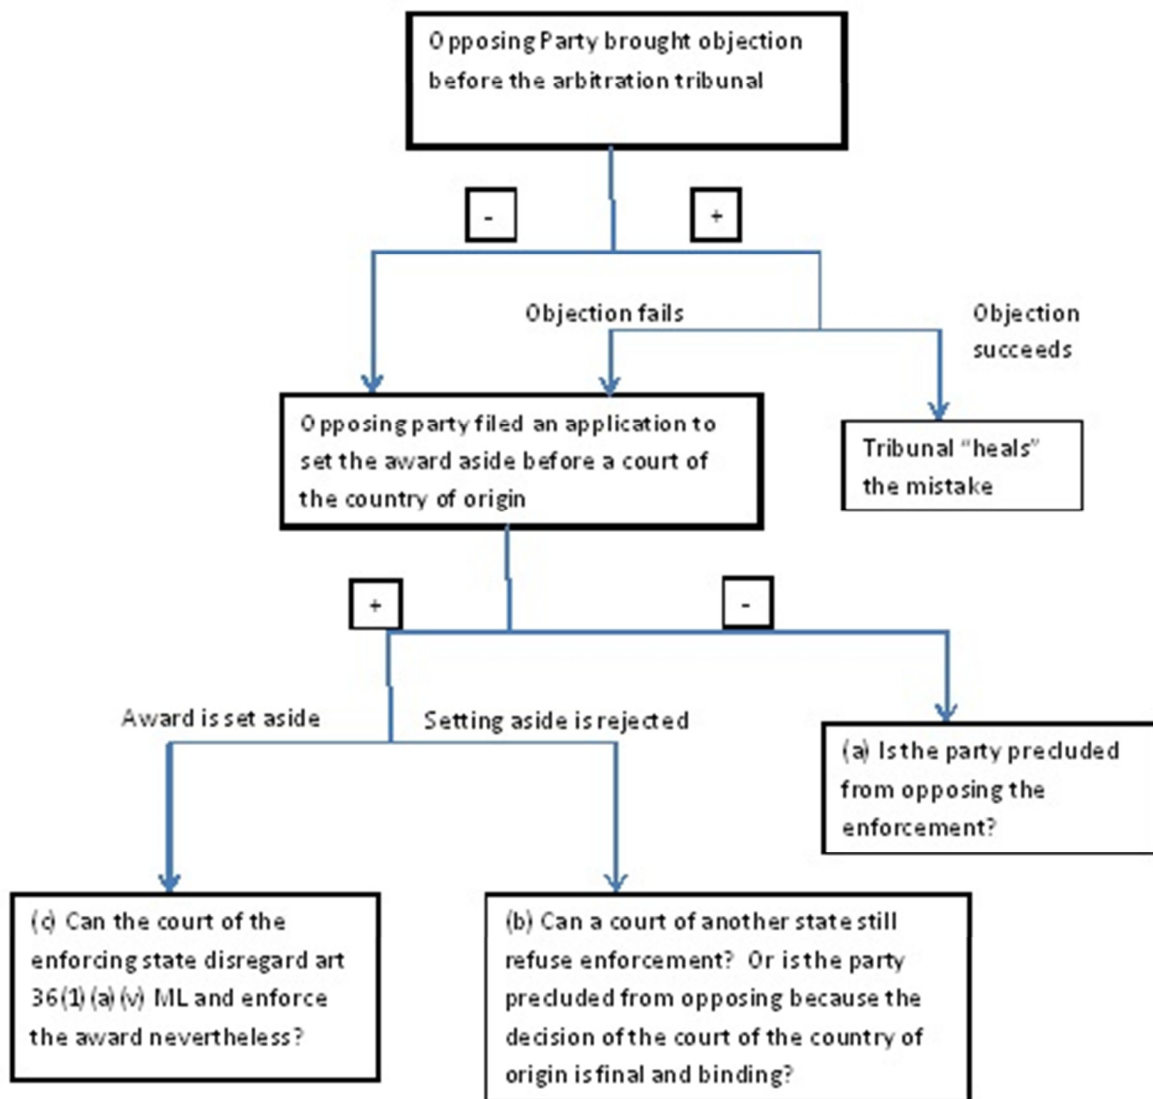 Opposing Party brought objection
before the arbitration tribunal
-
+
Objection fails
Objection
succeeds
Opposing party filed an application to
set the award aside before a court of
the country of origin
Tribunal “heals”
the mistake
+
-
Award is set aside
Setting aside is rejected
(a) Is the party precluded
from opposing the
enforcement?
(c) Can the court of the
enforcing state disregard art
36(1)(a)(v) ML and enforce
the award nevertheless?
(b) Can a court of another state still
refuse enforcement? Or is the party
precluded from opposing because the
decision of the court of the country of
origin is final and binding?